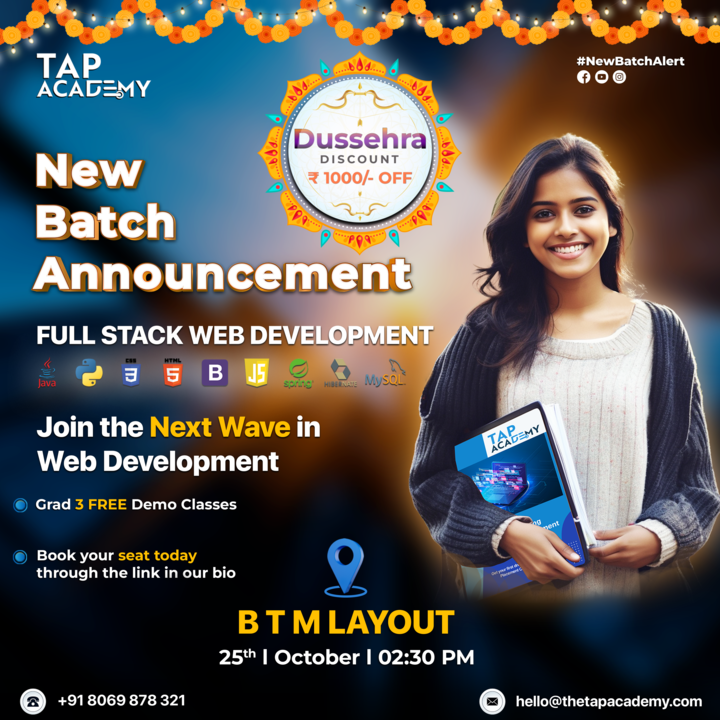 TAP
ACADEMY
#NewBatchAlert
Dussehra
DISCOUNT
₹ 1000/- OFF
New
Batch
Announcement
FULL STACK WEB DEVELOPMENT
Java
CSS
3
HTML
5
B
JS
spring
HIBERNATE
MySQL
Join the Next Wave in
Web Development
Grad 3 FREE Demo Classes
Book your seat today
through the link in our bio
TAP
ACADEMY
B T M LAYOUT
25th | October | 02:30 PM
+91 8069 878 321
hello@thetapacademy.com